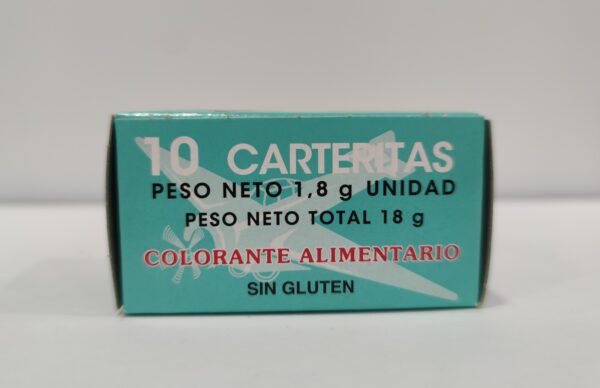 10 CARTERITAS
PESO NETO 1,8 g UNIDAD
PESO NETO TOTAL 18 g
COLORANTE ALIMENTARIO
SIN GLUTEN